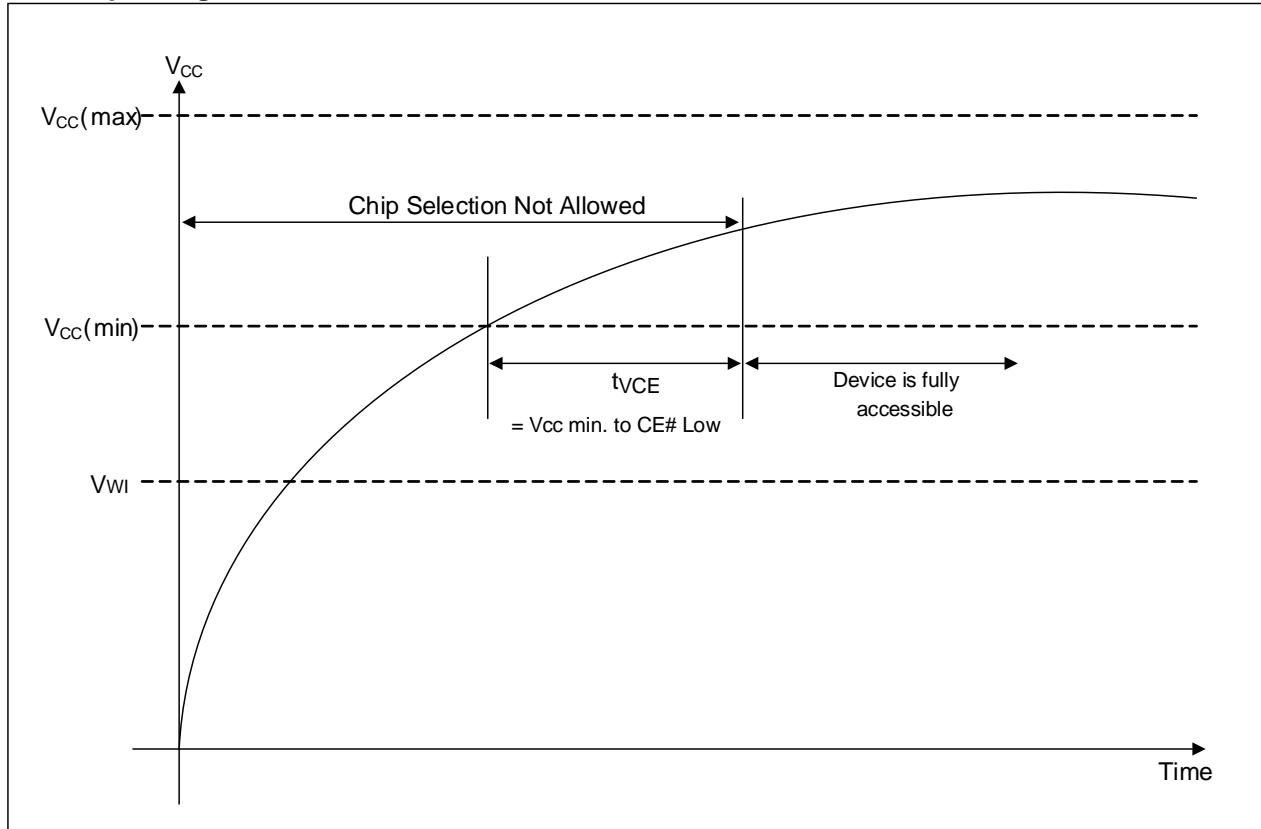 VCC
VCC(max)
Chip Selection Not Allowed
VCC(min)
tVCE
= Vcc min. to CE# Low
Device is fully
accessible
VWI
Time